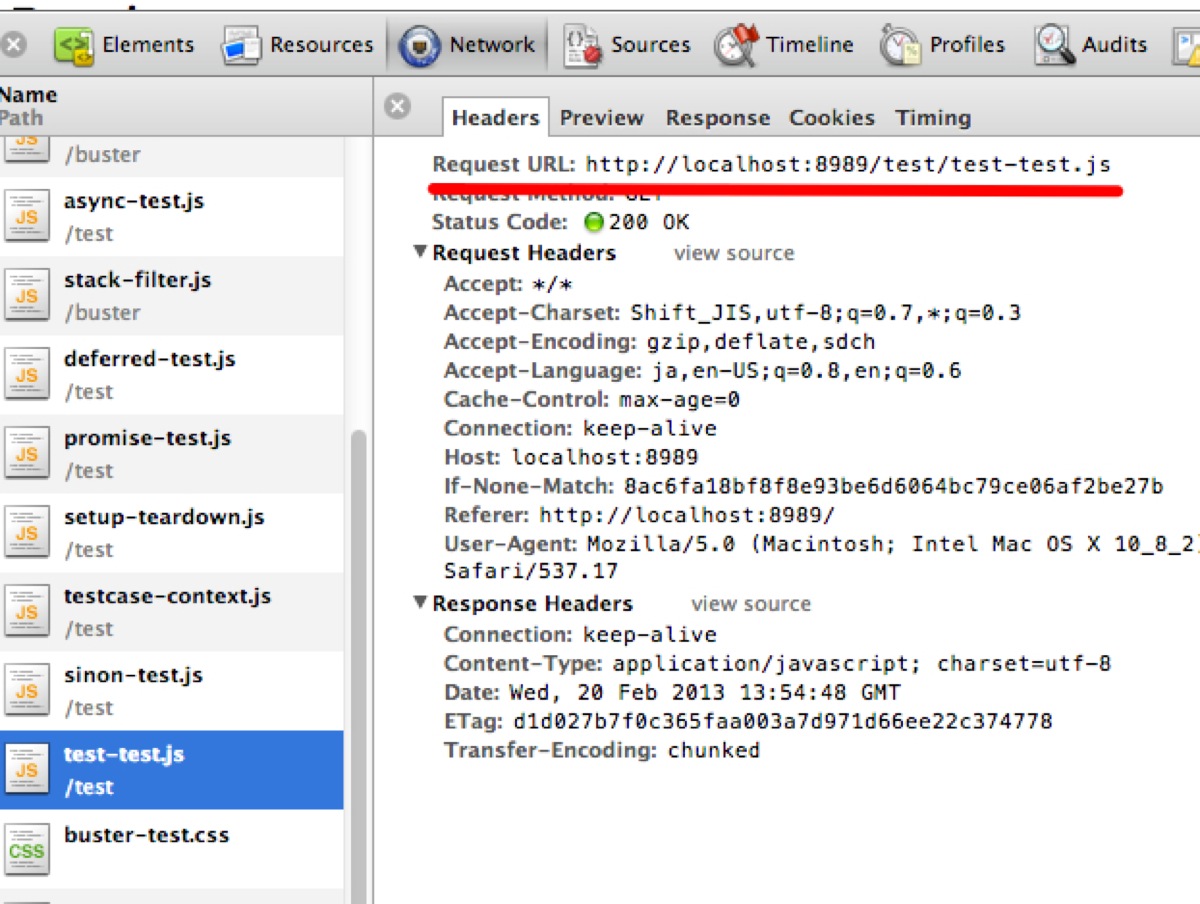 Elements Resources Network Sources Timeline Profiles Audits
Name
Path
JS
/buster
async-test.js
JS
/test
stack-filter.js
JS
/buster
deferred-test.js
JS
/test
promise-test.js
JS
/test
setup-teardown.js
JS
/test
testcase-context.js
JS
/test
sinon-test.js
JS
/test
test-test.js
JS
/test
buster-test.css
CSS
Headers Preview Response Cookies Timing
Request URL: http://localhost:8989/test/test-test.js
Request Method: GET
Status Code: 200 OK
Request Headers view source
Accept: */*
Accept-Charset: Shift_JIS,utf-8;q=0.7,*;q=0.3
Accept-Encoding: gzip,deflate,sdch
Accept-Language: ja,en-US;q=0.8,en;q=0.6
Cache-Control: max-age=0
Connection: keep-alive
Host: localhost:8989
If-None-Match: 8ac6fa18bf8f8e93be6d6064bc79ce06af2be27b
Referer: http://localhost:8989/
User-Agent: Mozilla/5.0 (Macintosh; Intel Mac OS X 10_8_2)
Safari/537.17
Response Headers view source
Connection: keep-alive
Content-Type: application/javascript; charset=utf-8
Date: Wed, 20 Feb 2013 13:54:48 GMT
ETag: d1d027b7f0c365faa003a7d971d66ee22c374778
Transfer-Encoding: chunked